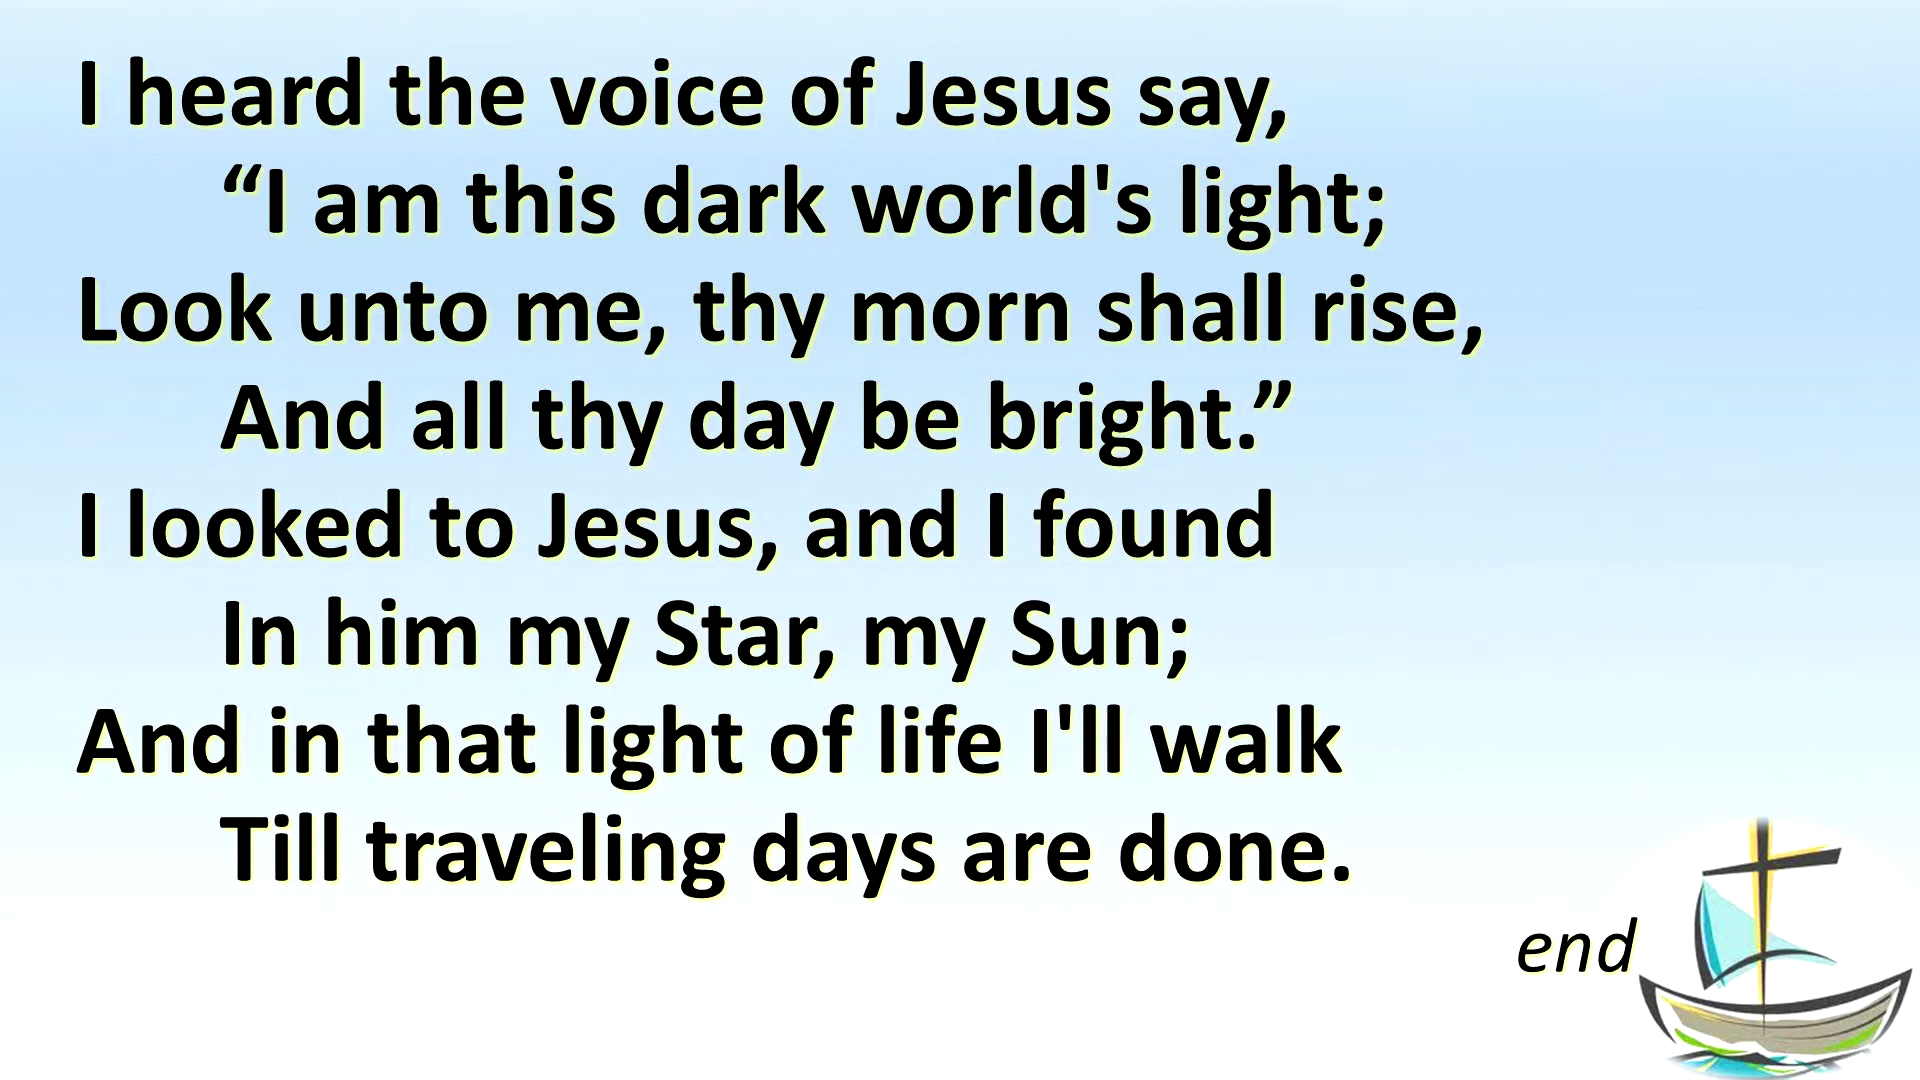 I heard the voice of Jesus say,
“I am this dark world's light;
Look unto me, thy morn shall rise,
And all thy day be bright.”
I looked to Jesus, and I found
In him my Star, my Sun;
And in that light of life I'll walk
Till traveling days are done.
end